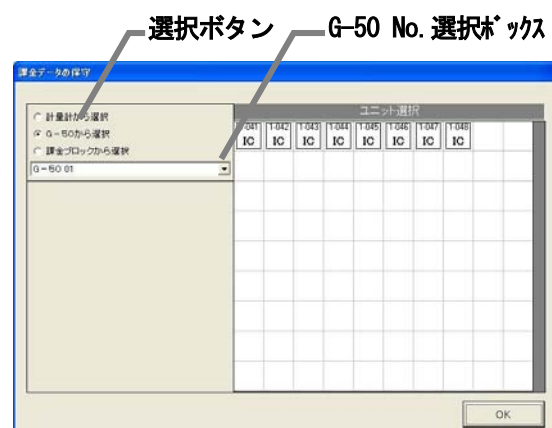 選択ボタン
G-50 No.選択ﾎﾞｯｸｽ
課金データの保守
計量計から選択
G-50から選択
課金ブロックから選択
G-50 01
ユニット選択
1-041 1-042 1-043 1-044 1-045 1-046 1-047 1-048
IC IC IC IC IC IC IC IC
OK